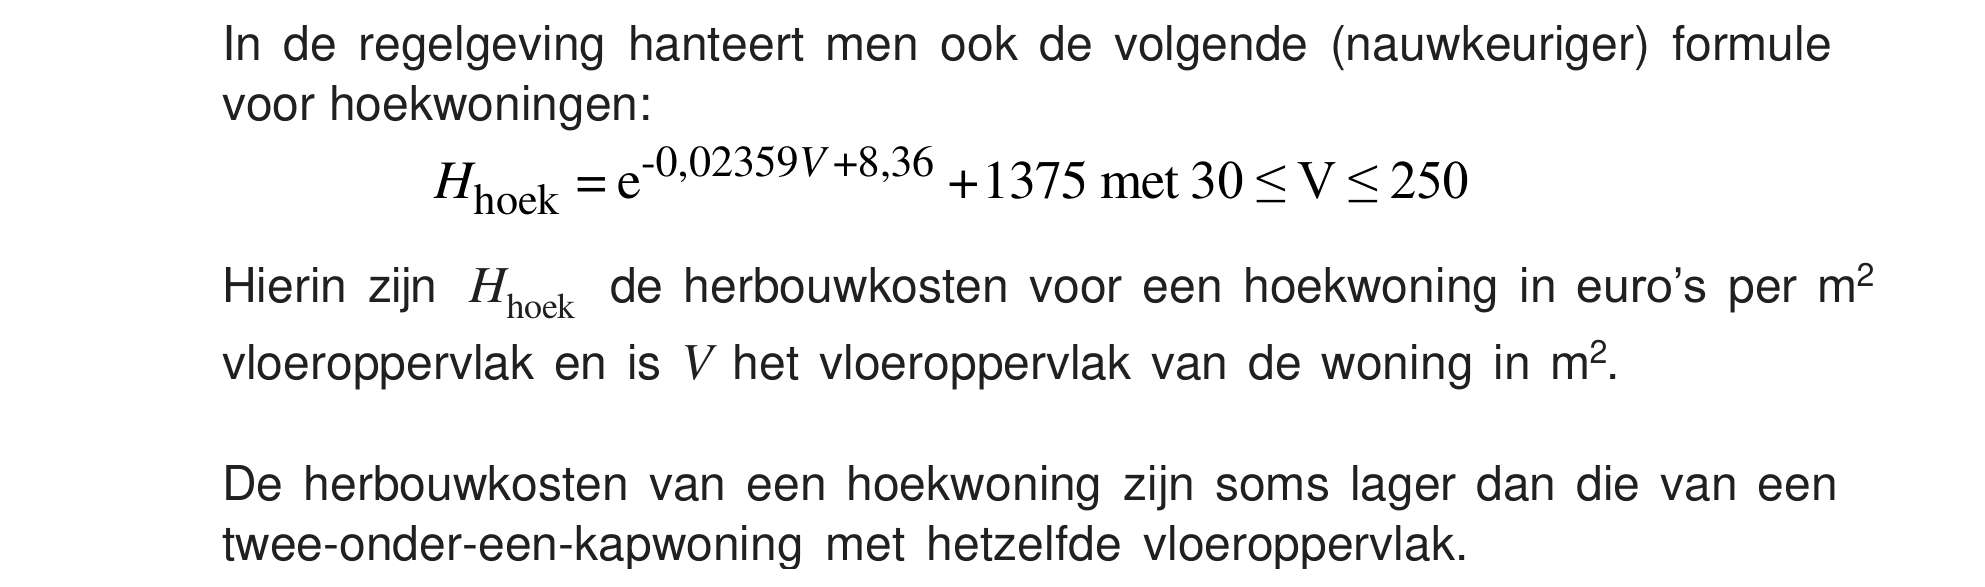 In de regelgeving hanteert men ook de volgende (nauwkeuriger) formule
voor hoekwoningen:
H_hoek = e^(-0,02359V+8,36) + 1375 met 30 ≤ V ≤ 250
Hierin zijn H_hoek de herbouwkosten voor een hoekwoning in euro’s per m²
vloeroppervlak en is V het vloeroppervlak van de woning in m².
De herbouwkosten van een hoekwoning zijn soms lager dan die van een
twee-onder-een-kapwoning met hetzelfde vloeroppervlak.